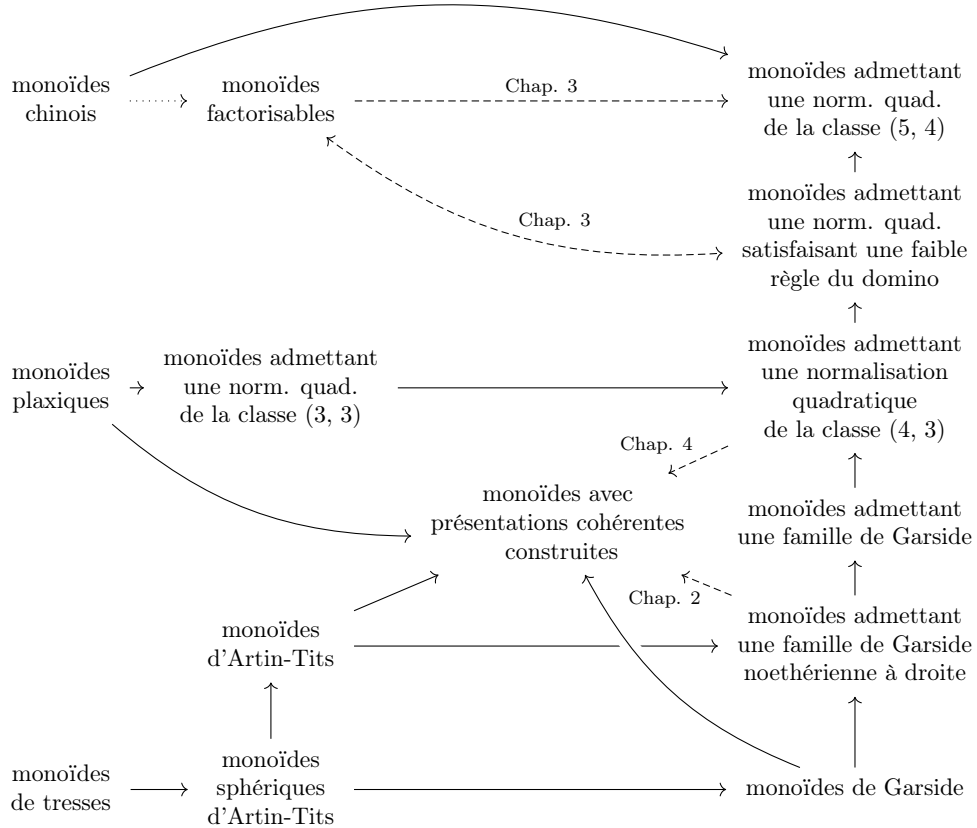 monoïdes
chinois
monoïdes
factorisables
Chap. 3
monoïdes admettant
une norm. quad.
de la classe (5, 4)
Chap. 3
monoïdes admettant
une norm. quad.
satisfaisant une faible
règle du domino
monoïdes
plaxiques
monoïdes admettant
une norm. quad.
de la classe (3, 3)
monoïdes admettant
une normalisation
quadratique
de la classe (4, 3)
Chap. 4
monoïdes avec
présentations cohérentes
construites
monoïdes admettant
une famille de Garside
Chap. 2
monoïdes
d'Artin-Tits
monoïdes admettant
une famille de Garside
noethérienne à droite
monoïdes
de tresses
monoïdes
sphériques
d'Artin-Tits
monoïdes de Garside